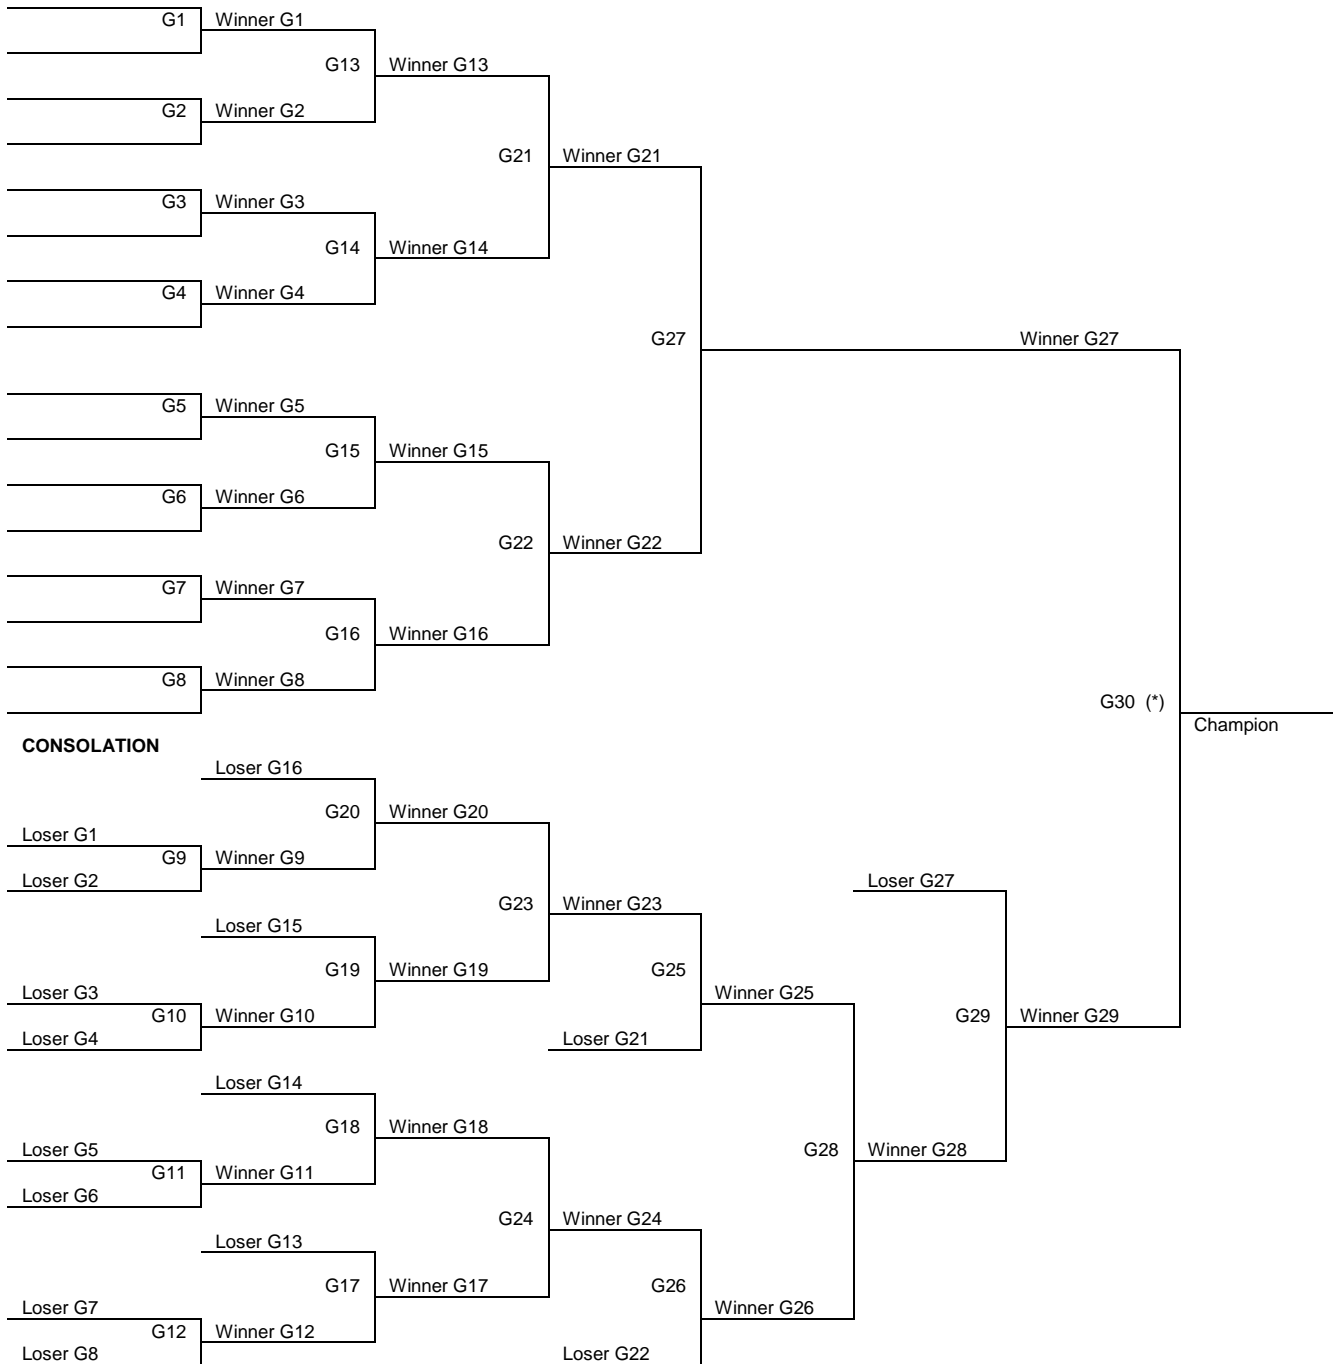 G1 Winner G1
G13 Winner G13
G2 Winner G2
G21 Winner G21
G3 Winner G3
G14 Winner G14
G4 Winner G4
G27 Winner G27
G5 Winner G5
G15 Winner G15
G6 Winner G6
G22 Winner G22
G7 Winner G7
G16 Winner G16
G8 Winner G8
G30 (*)
Champion
CONSOLATION
Loser G16
G20 Winner G20
Loser G1
G9 Winner G9
Loser G2
Loser G27
G23 Winner G23
Loser G15
G19 Winner G19
G25
Loser G3
Winner G25
G10 Winner G10
G29 Winner G29
Loser G4
Loser G21
Loser G14
G18 Winner G18
Loser G5
G28 Winner G28
G11 Winner G11
Loser G6
G24 Winner G24
Loser G13
G17 Winner G17
G26
Loser G7
Winner G26
G12 Winner G12
Loser G8
Loser G22